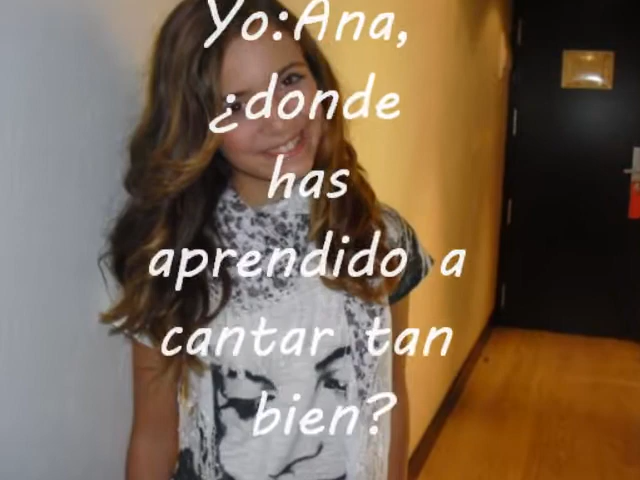 Yo:Ana,
¿donde
has
aprendido a
cantar tan
bien?